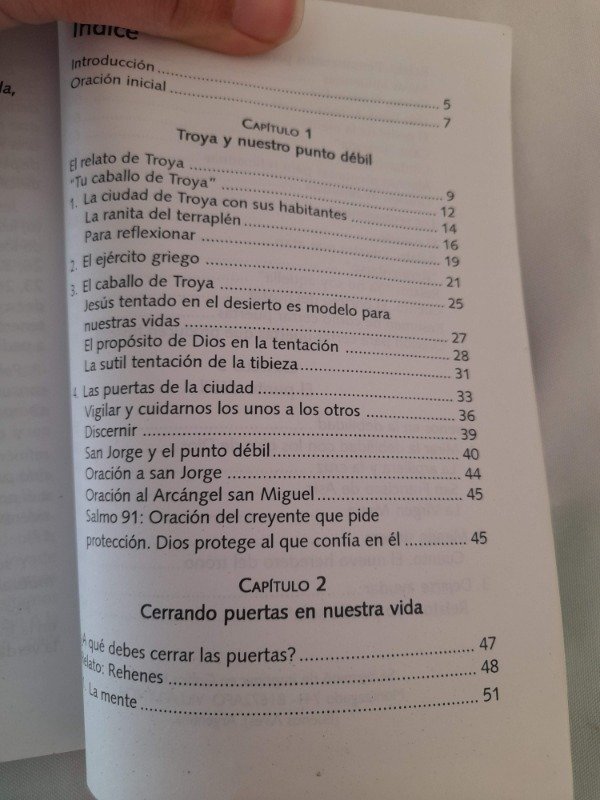 Índice
Introducción ........ 5
Oración inicial ........ 7
CAPÍTULO 1
Troya y nuestro punto débil
El relato de Troya ........ 9
"Tu caballo de Troya" ........ 12
1. La ciudad de Troya con sus habitantes ........ 14
La ranita del terraplén ........ 16
Para reflexionar ........ 19
2. El ejército griego ........ 21
3. El caballo de Troya ........ 25
Jesús tentado en el desierto es modelo para
nuestras vidas ........ 27
El propósito de Dios en la tentación ........ 28
La sutil tentación de la tibieza ........ 31
4. Las puertas de la ciudad ........ 33
Vigilar y cuidarnos los unos a los otros ........ 36
Discernir ........ 39
San Jorge y el punto débil ........ 40
Oración a san Jorge ........ 44
Oración al Arcángel san Miguel ........ 45
Salmo 91: Oración del creyente que pide
protección. Dios protege al que confía en él ........ 45
CAPÍTULO 2
Cerrando puertas en nuestra vida
A qué debes cerrar las puertas? ........ 47
Relato: Rehenes ........ 48
La mente ........ 51